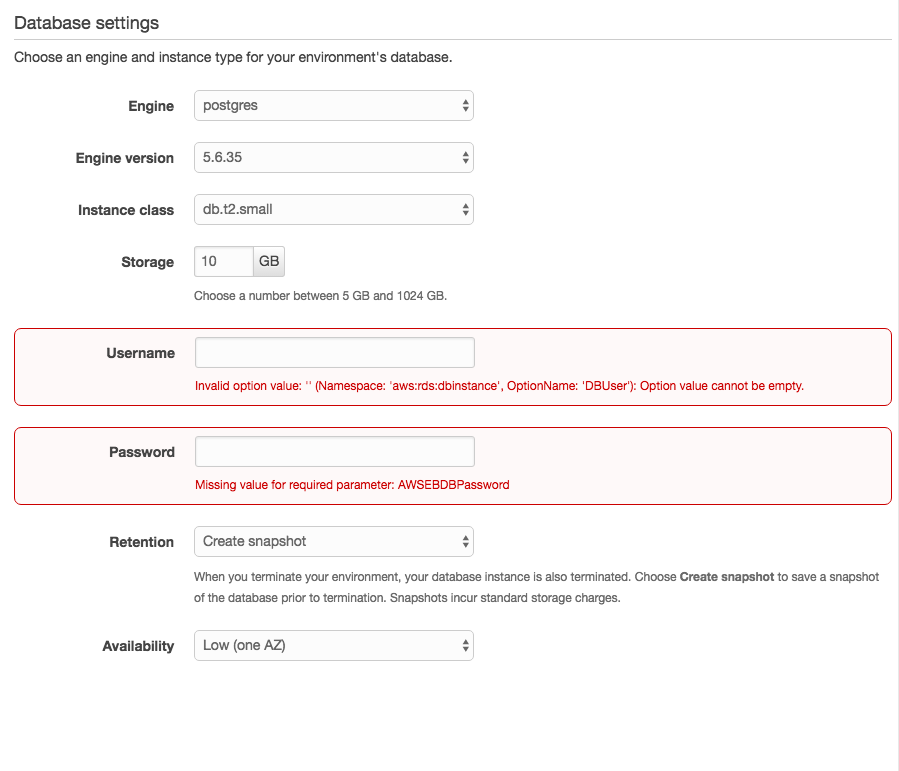 Database settings
Choose an engine and instance type for your environment's database.
Engine postgres
Engine version 5.6.35
Instance class db.t2.small
Storage 10 GB
Choose a number between 5 GB and 1024 GB.
Username
Invalid option value: '' (Namespace: 'aws:rds:dbinstance', OptionName: 'DBUser'): Option value cannot be empty.
Password
Missing value for required parameter: AWSEBDBPassword
Retention Create snapshot
When you terminate your environment, your database instance is also terminated. Choose Create snapshot to save a snapshot
of the database prior to termination. Snapshots incur standard storage charges.
Availability Low (one AZ)